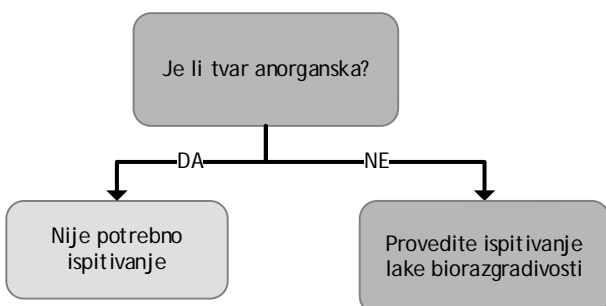 Je li tvar anorganska?
DA
NE
Nije potrebno
ispitivanje
Provedite ispitivanje
lake biorazgradivosti